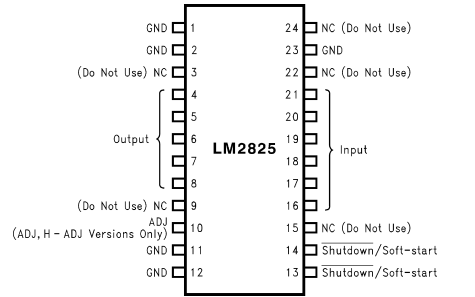 GND 1 24 NC (Do Not Use)
GND 2 23 GND
(Do Not Use) NC 3 22 NC (Do Not Use)
4 21
5 20
Output 6 19 Input
LM2825
7 18
8 17
(Do Not Use) NC 9 16
ADJ
(ADJ, H - ADJ Versions Only) 10 15 NC (Do Not Use)
GND 11 14 Shutdown/Soft-start
GND 12 13 Shutdown/Soft-start